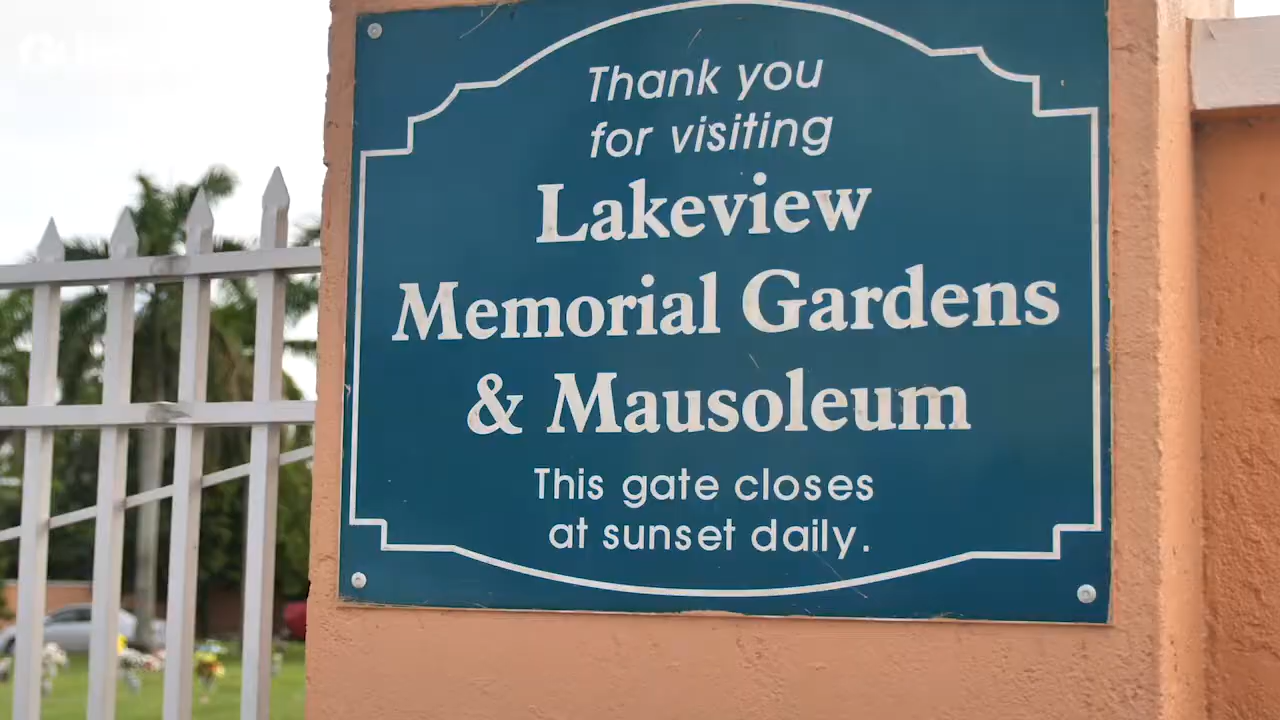 Thank you
for visiting
Lakeview
Memorial Gardens
& Mausoleum
This gate closes
at sunset daily.